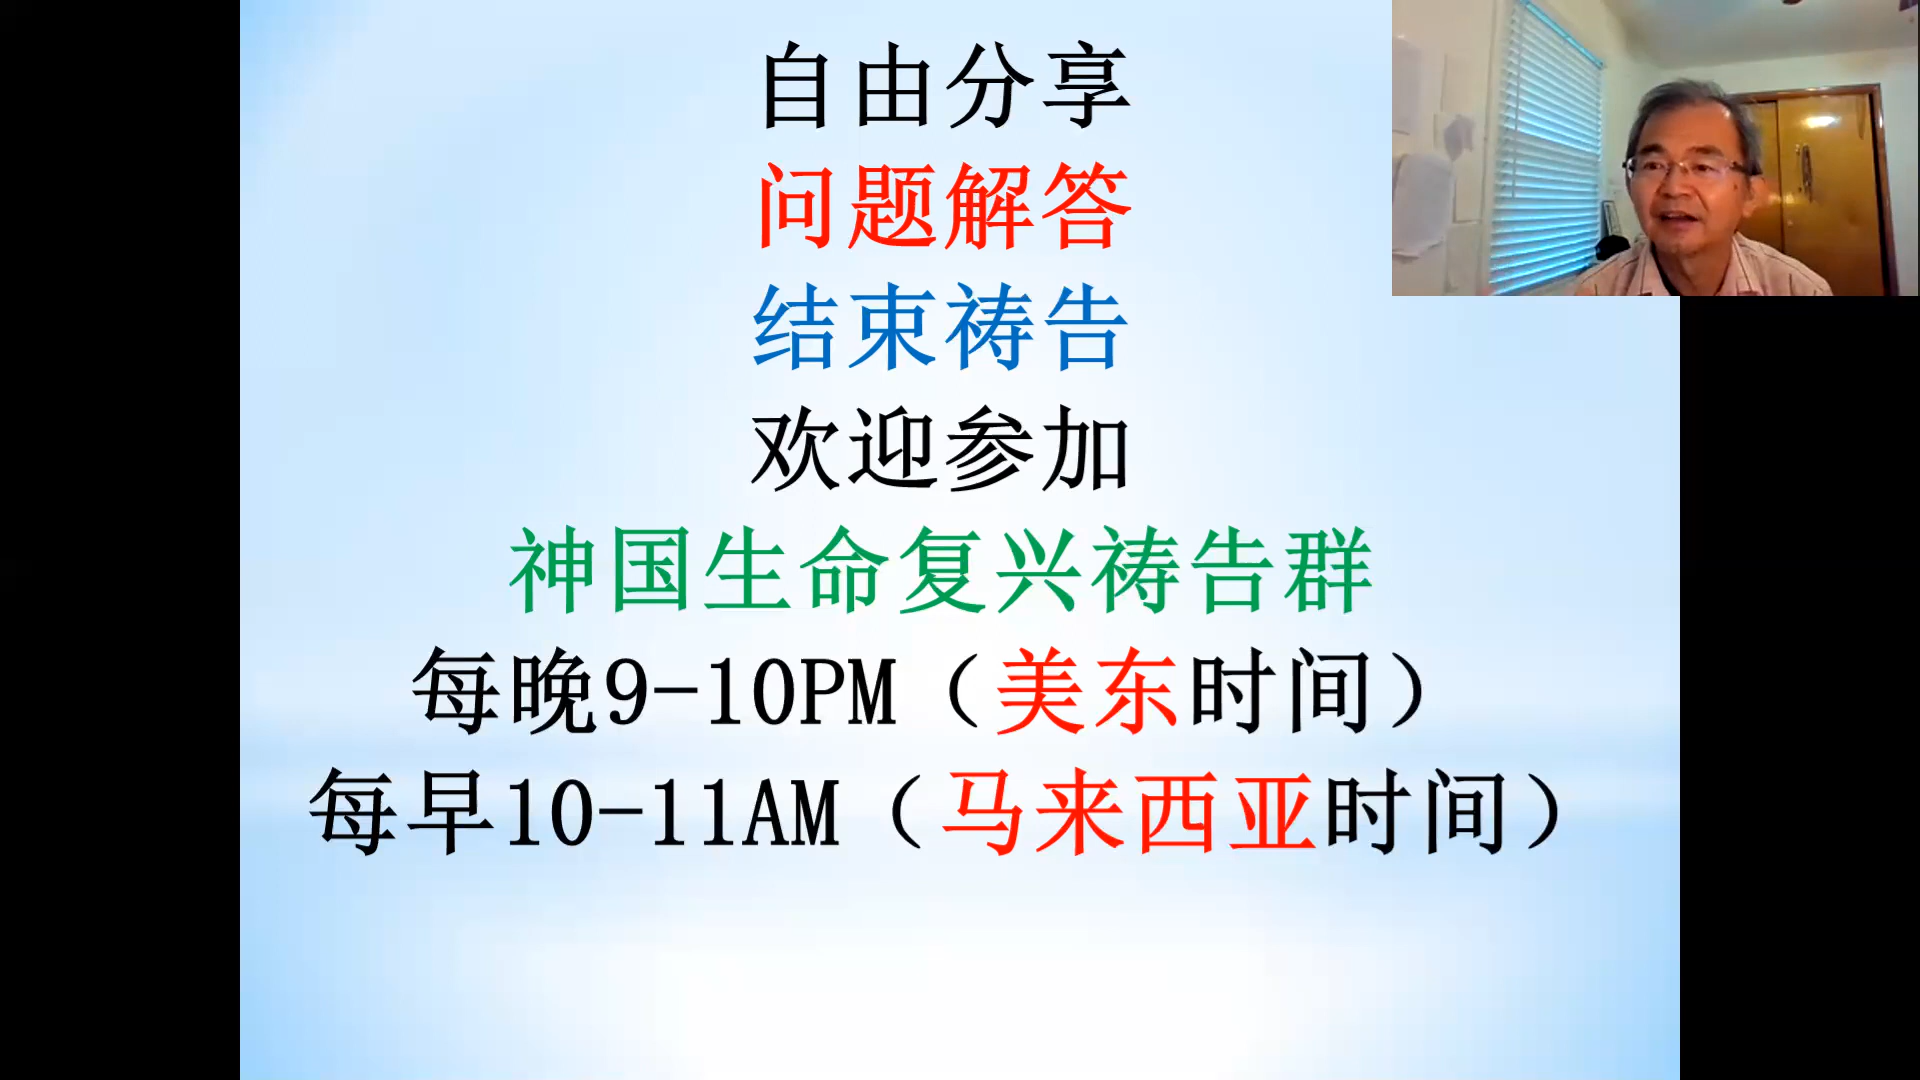 自由分享
问题解答
结束祷告
欢迎参加
神国生命复兴祷告群
每晚9-10PM（美东时间）
每早10-11AM（马来西亚时间）